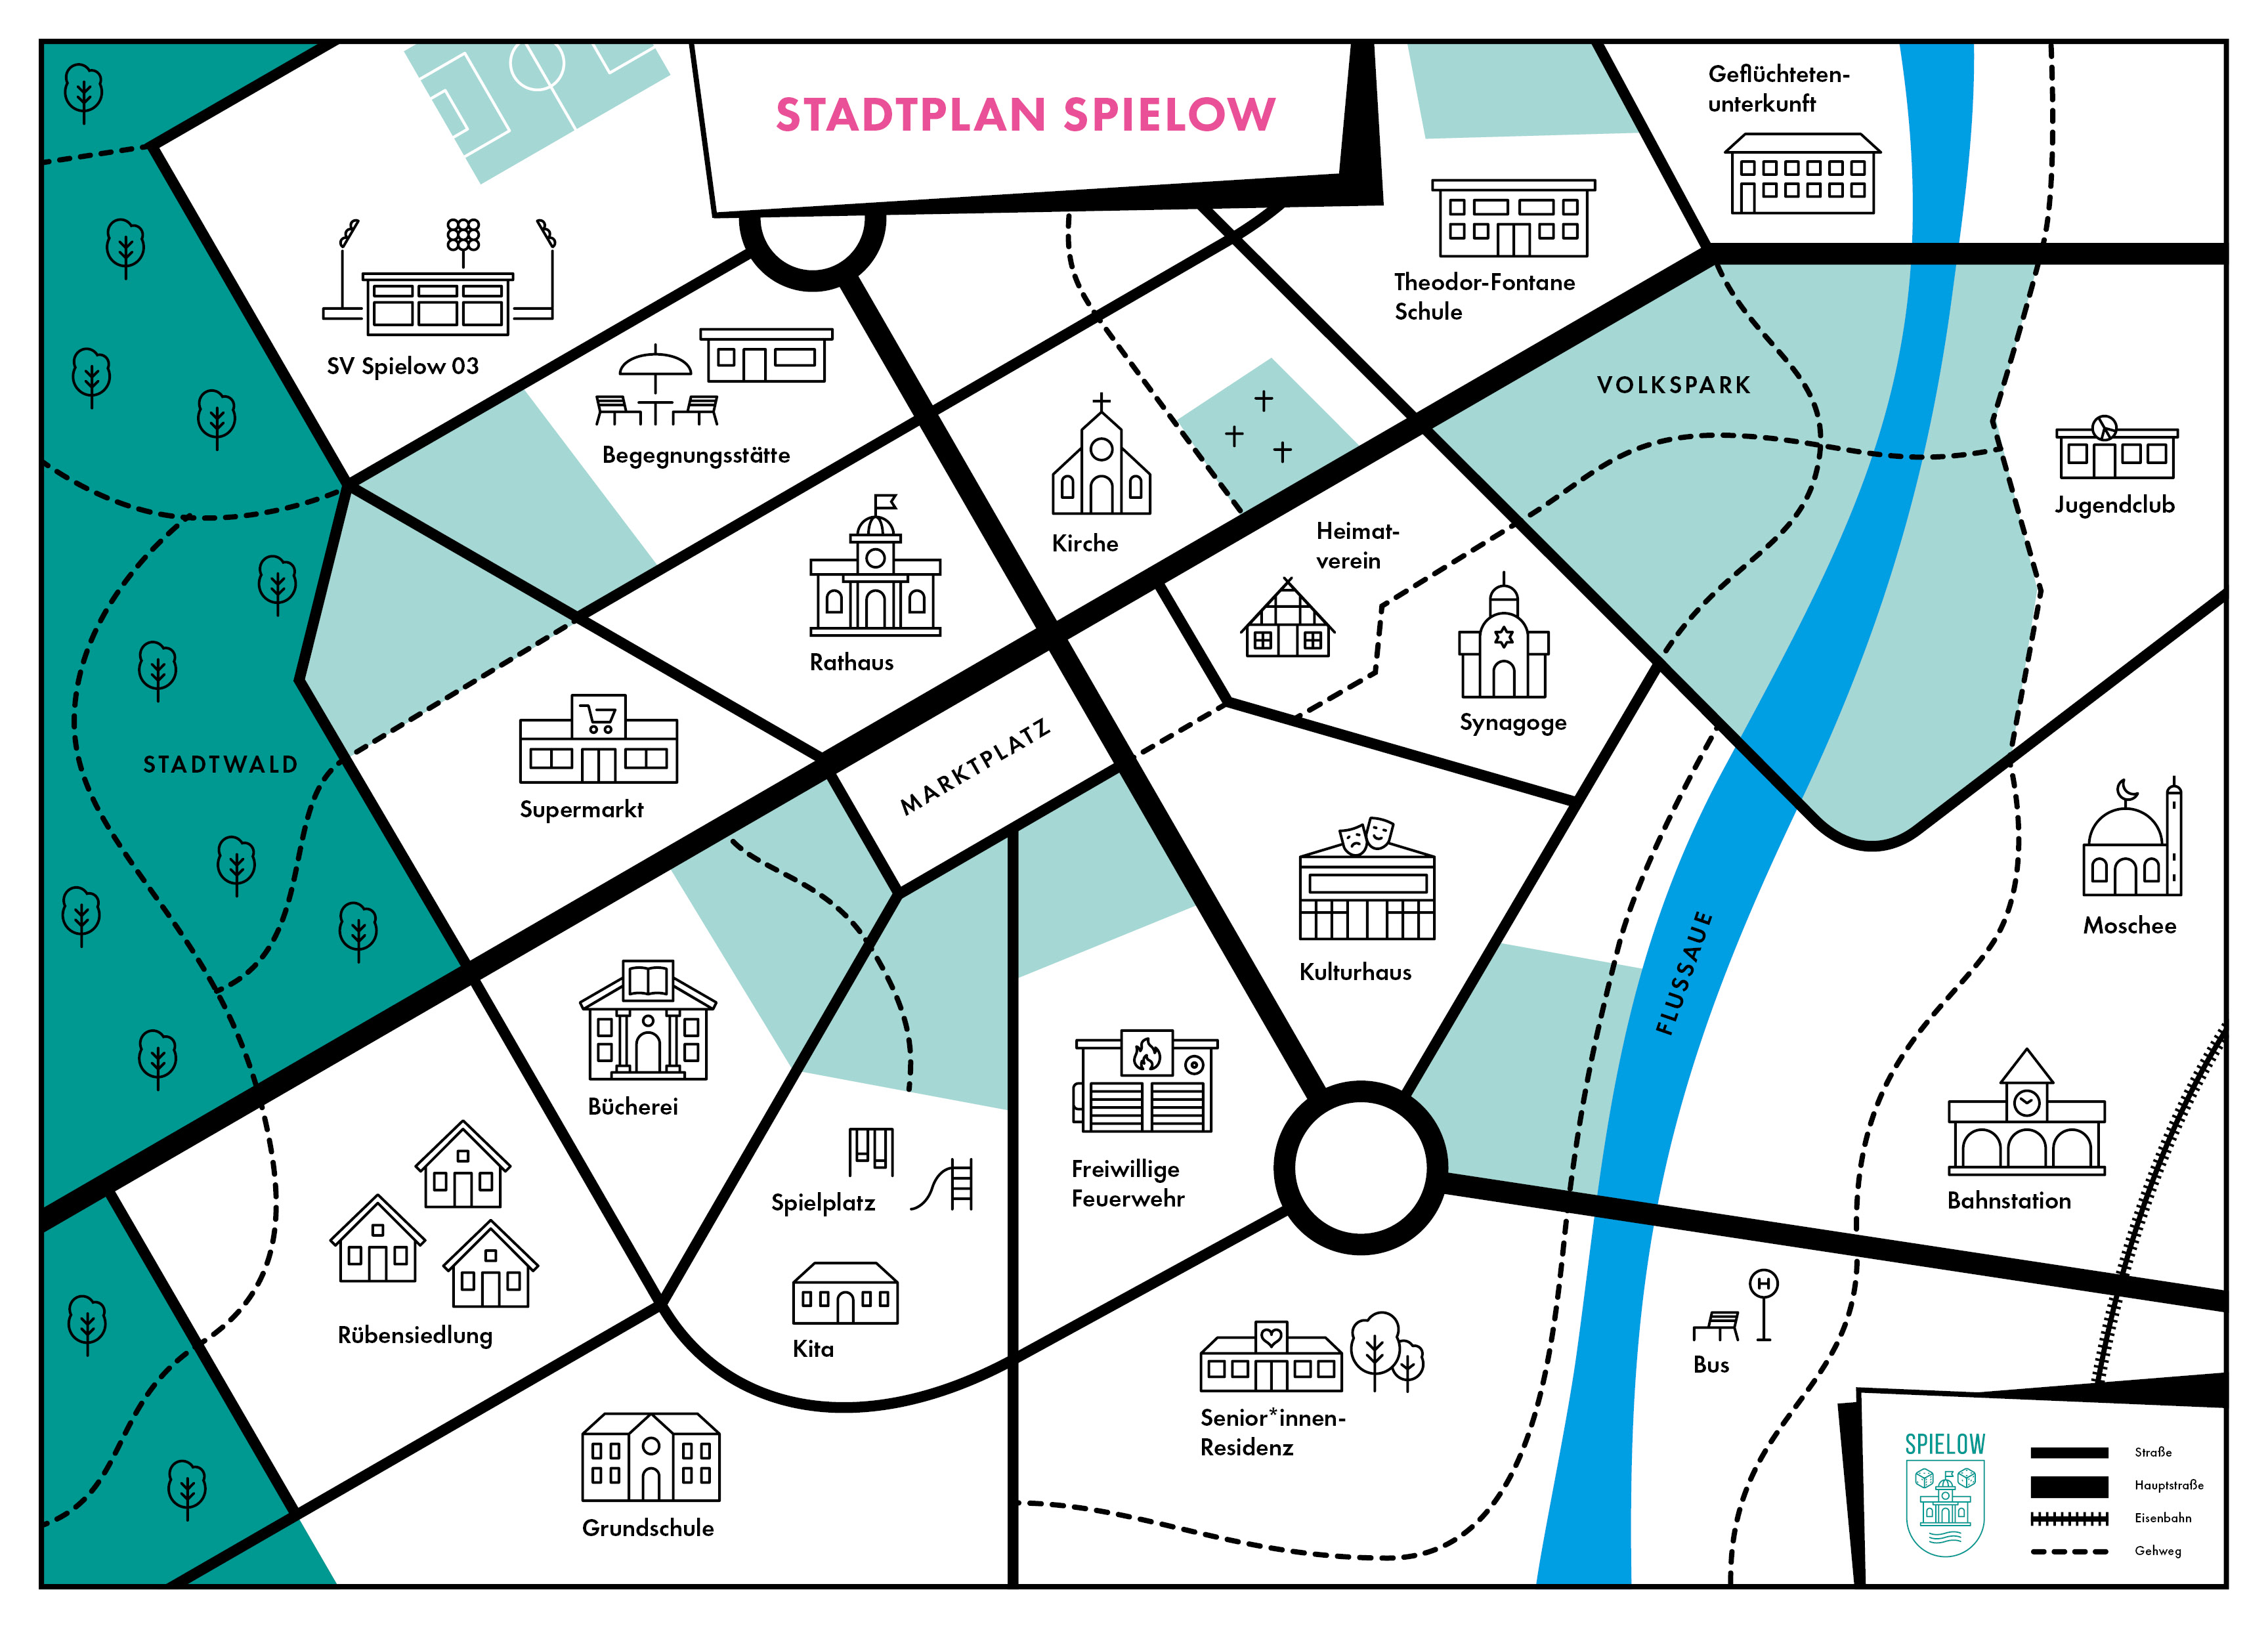 STADTPLAN SPIELOW
Geflüchteten-
unterkunft
Theodor-Fontane
Schule
SV Spielow 03
VOLKSPARK
Begegnungsstätte
Jugendclub
Kirche
Heimat-
verein
Rathaus
Synagoge
STADTWALD
MARKTPLATZ
Supermarkt
Moschee
Kulturhaus
FLUSSAUE
Bücherei
Freiwillige
Feuerwehr
Spielplatz
Bahnstation
Rübensiedlung
Kita
H
Bus
Senior*innen-
Residenz
Grundschule
SPIELOW
Straße
Hauptstraße
Eisenbahn
Gehweg